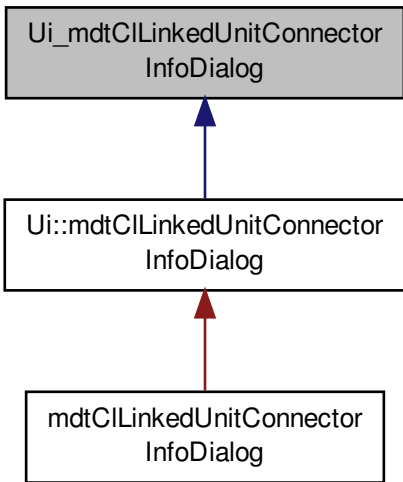 Ui_mdtClLinkedUnitConnector
InfoDialog
Ui::mdtClLinkedUnitConnector
InfoDialog
mdtClLinkedUnitConnector
InfoDialog